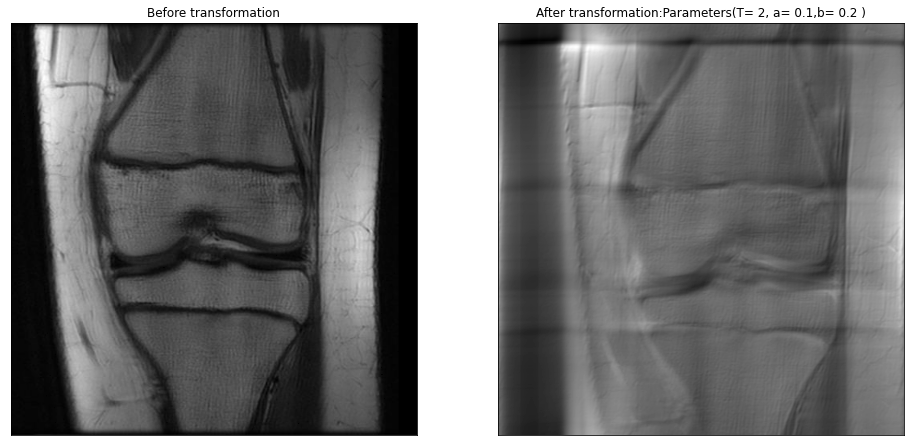 Before transformation
After transformation:Parameters(T= 2, a= 0.1,b= 0.2 )